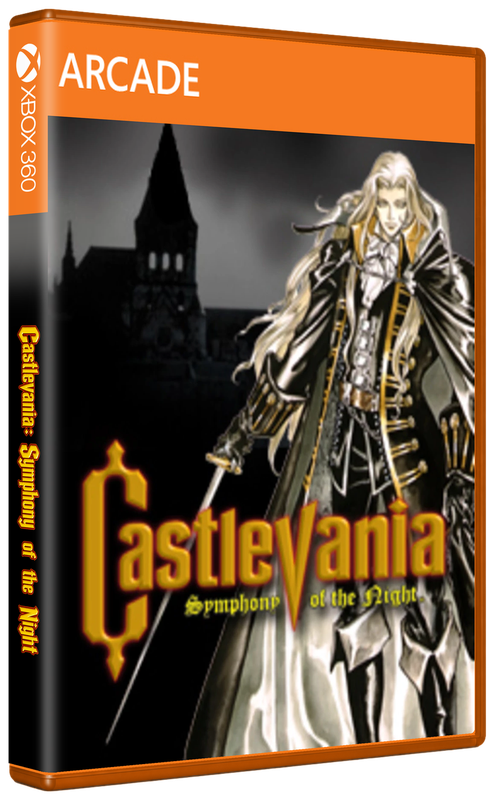 ARCADE
XBOX 360
Castlevania: Symphony of the Night
Castlevania
Symphony of the Night